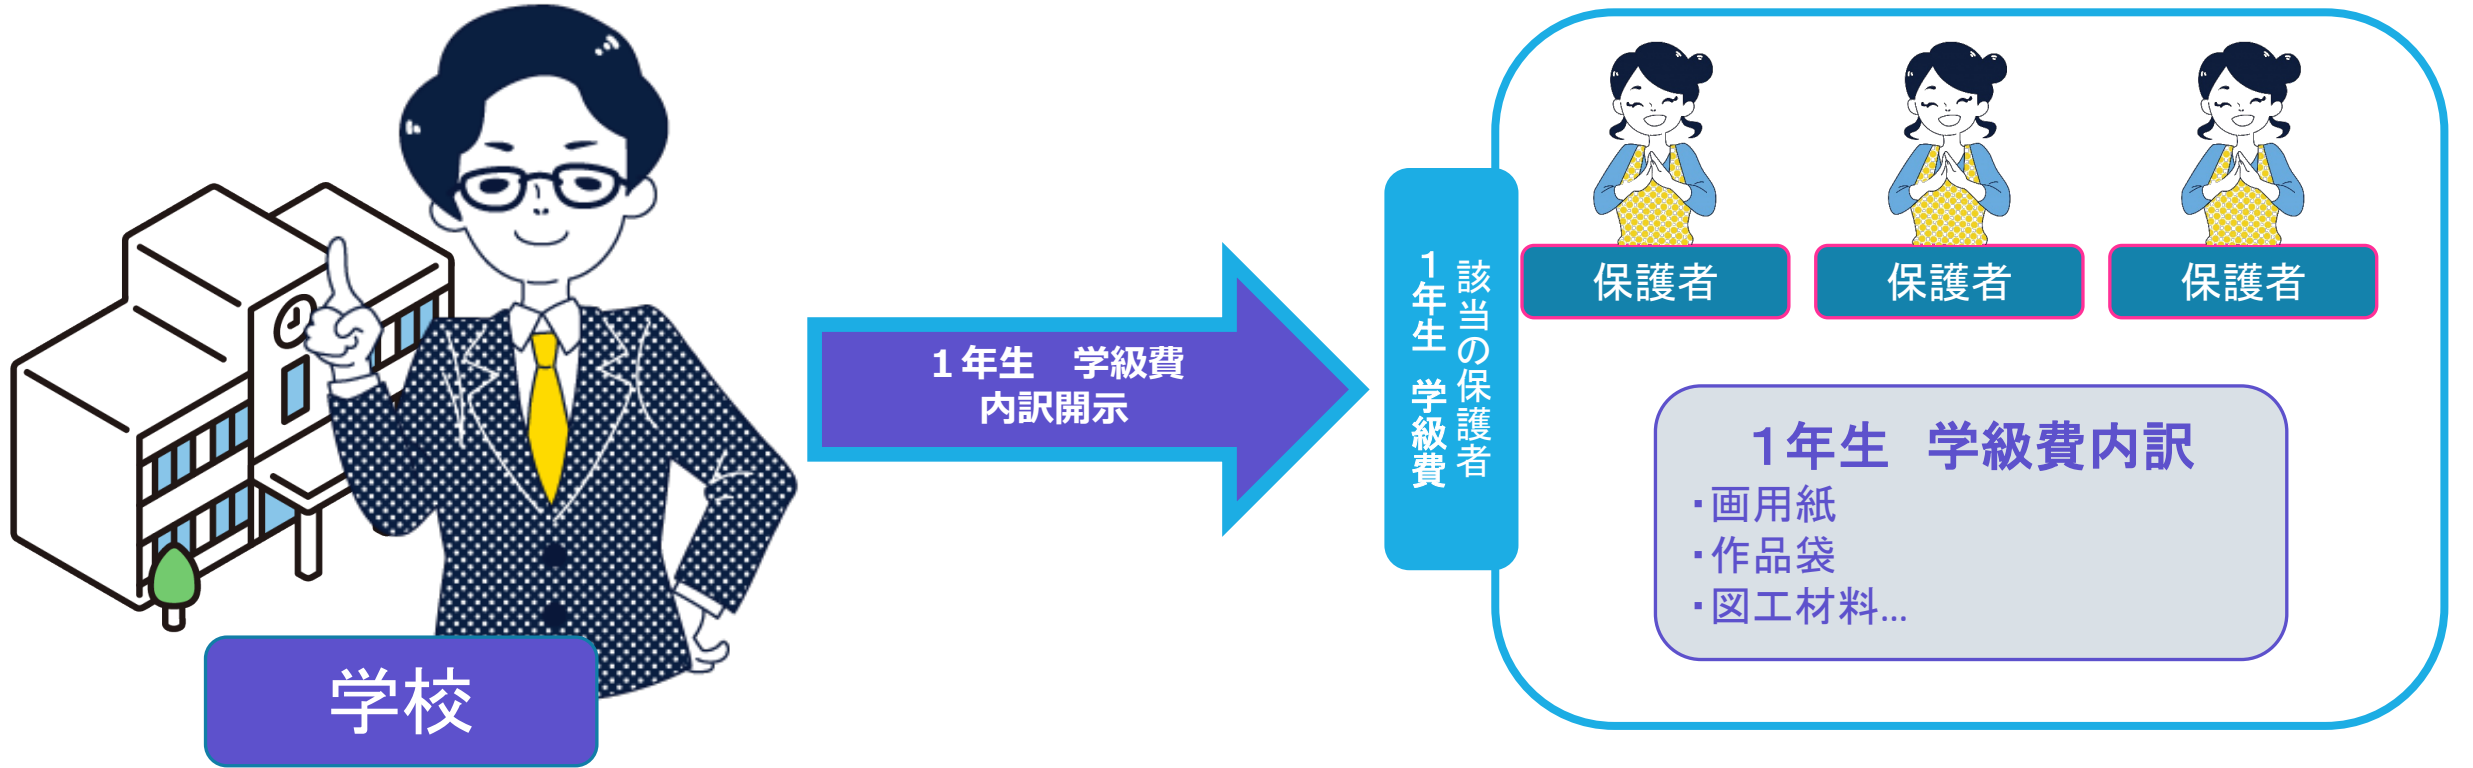 学校
１年生　学級費
内訳開示
該当の保護者
１年生　学級費
保護者
保護者
保護者
１年生　学級費内訳
・画用紙
・作品袋
・図工材料…